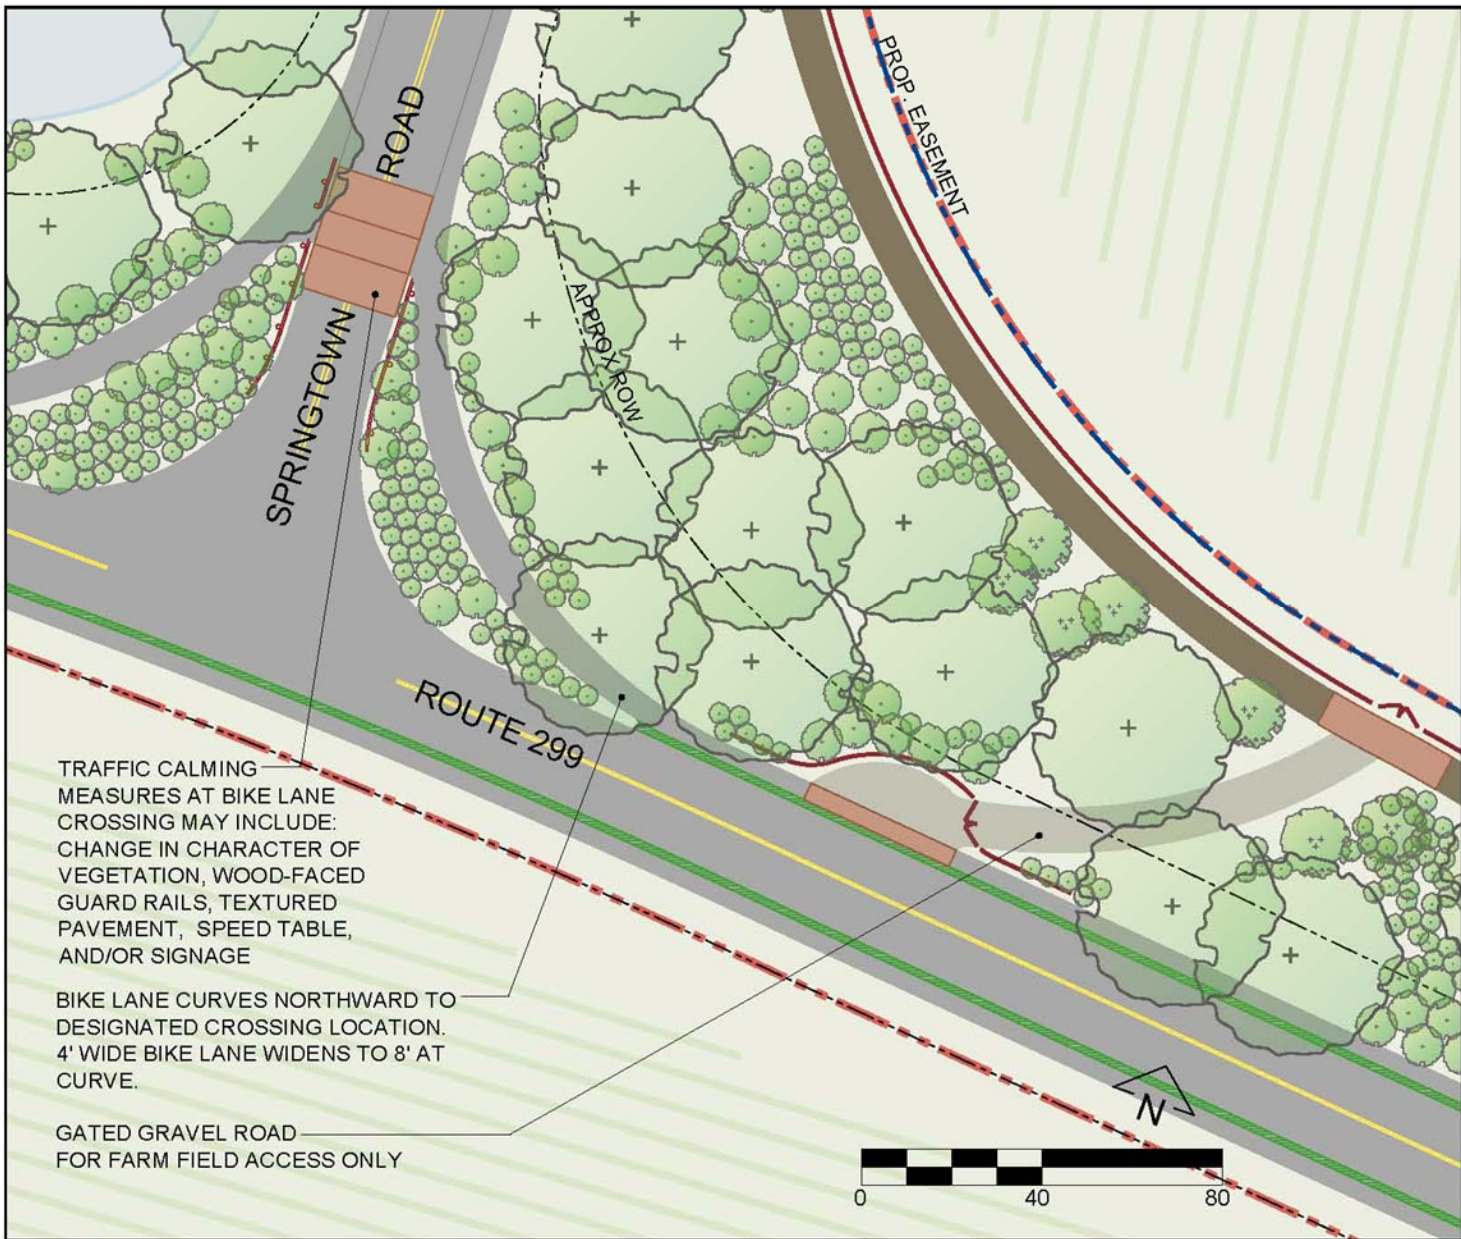 PROP. EASEMENT
SPRINGTOWN ROAD
APPROX ROW
ROUTE 299
TRAFFIC CALMING
MEASURES AT BIKE LANE
CROSSING MAY INCLUDE:
CHANGE IN CHARACTER OF
VEGETATION, WOOD-FACED
GUARD RAILS, TEXTURED
PAVEMENT, SPEED TABLE,
AND/OR SIGNAGE
BIKE LANE CURVES NORTHWARD TO
DESIGNATED CROSSING LOCATION.
4' WIDE BIKE LANE WIDENS TO 8' AT
CURVE.
GATED GRAVEL ROAD
FOR FARM FIELD ACCESS ONLY
N
0 40 80